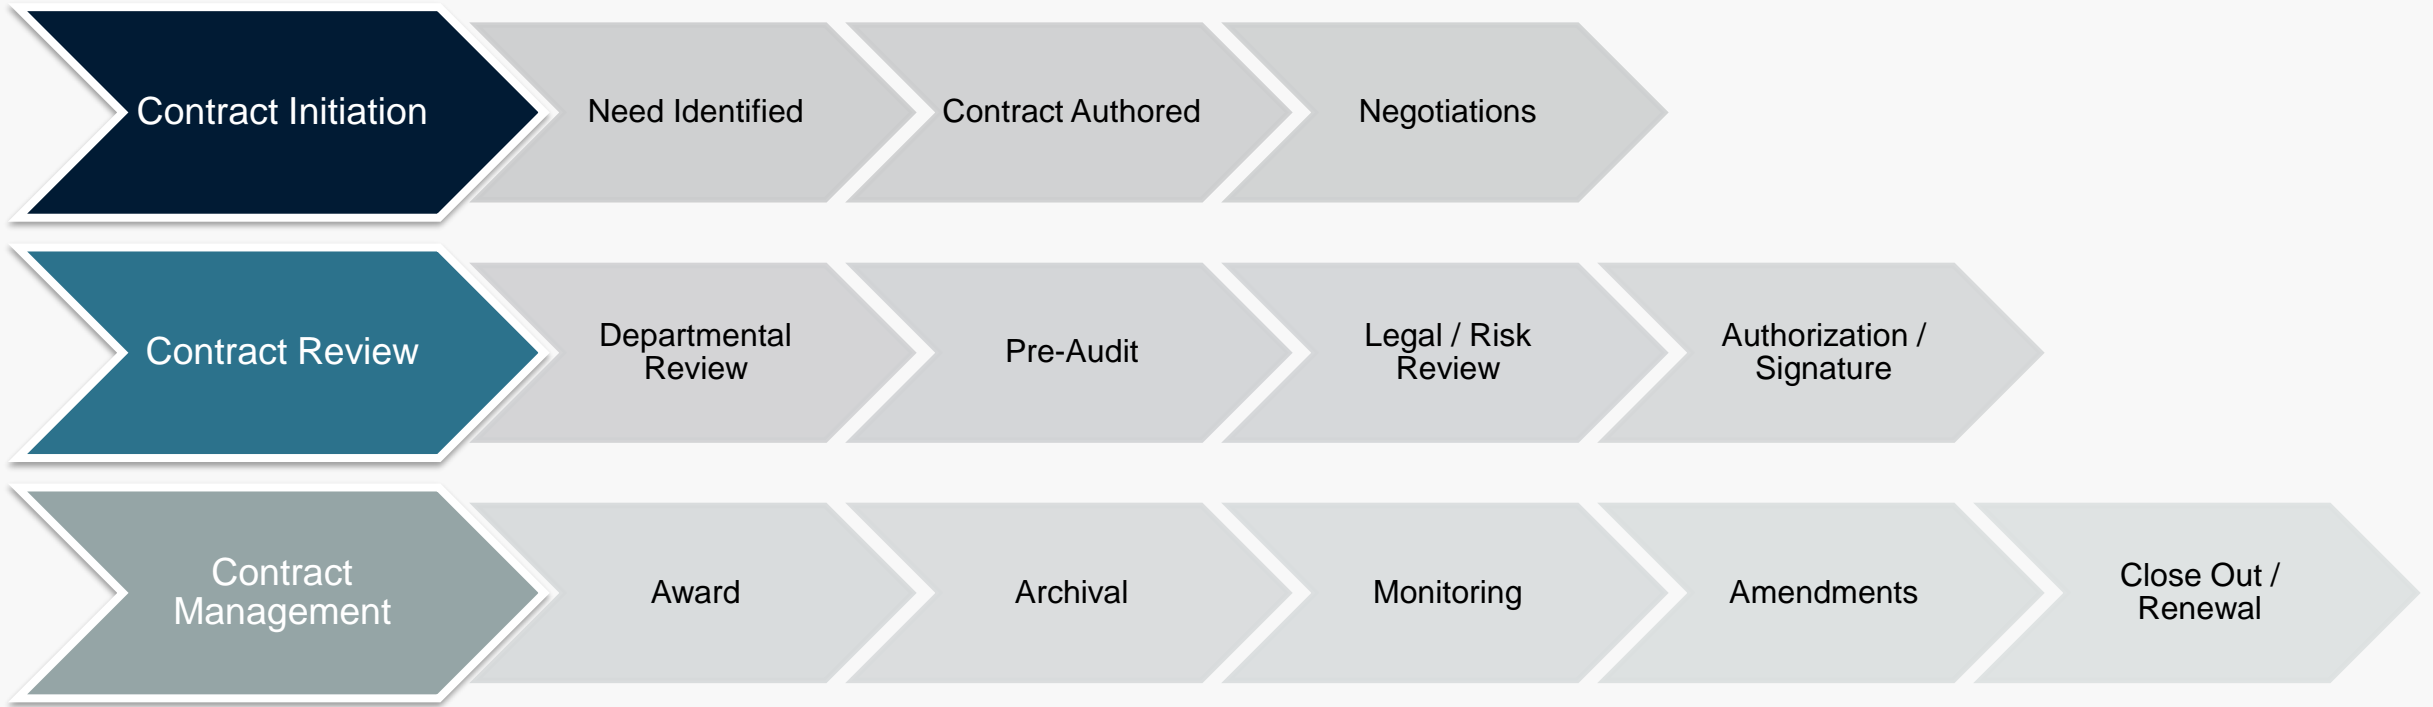 Contract Initiation
Need Identified
Contract Authored
Negotiations
Contract Review
Departmental
Review
Pre-Audit
Legal / Risk
Review
Authorization /
Signature
Contract
Management
Award
Archival
Monitoring
Amendments
Close Out /
Renewal